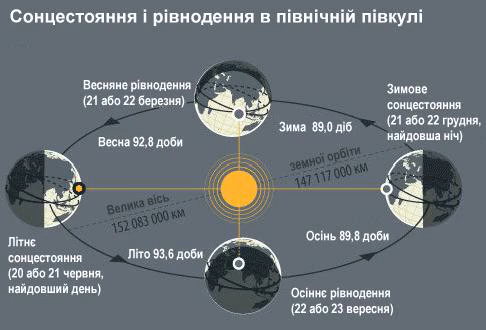 Сонцестояння і рівнодення в північній півкулі
Весняне рівнодення
(21 або 22 березня)
Зимове
сонцестояння
(21 або 22 грудня,
найдовша ніч)
Весна 92,8 доби
Зима 89,0 діб
земної орбіти
147 117 000 км
Велика вісь
152 083 000 км
Літнє
сонцестояння
(20 або 21 червня,
найдовший день)
Літо 93,6 доби
Осінь 89,8 доби
Осіннє рівнодення
(22 або 23 вересня)